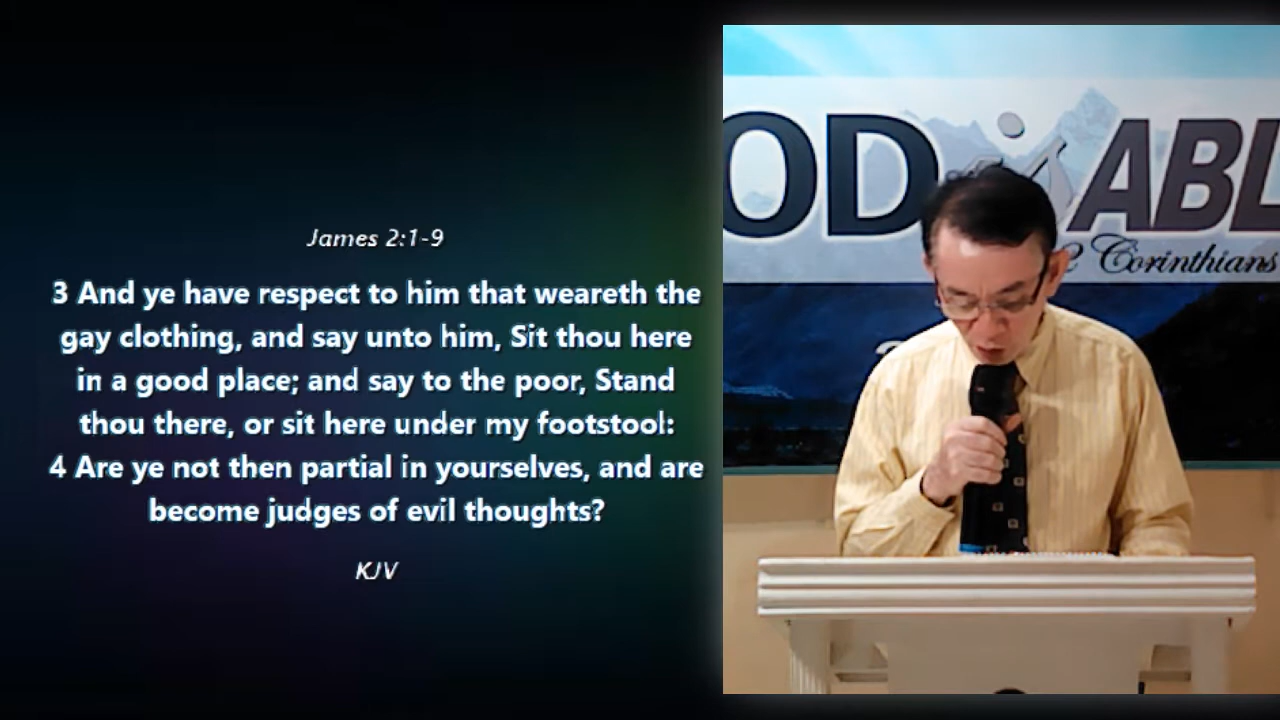 James 2:1-9
3 And ye have respect to him that weareth the
gay clothing, and say unto him, Sit thou here
in a good place; and say to the poor, Stand
thou there, or sit here under my footstool:
4 Are ye not then partial in yourselves, and are
become judges of evil thoughts?
KJV
OD is ABL
2 Corinthians